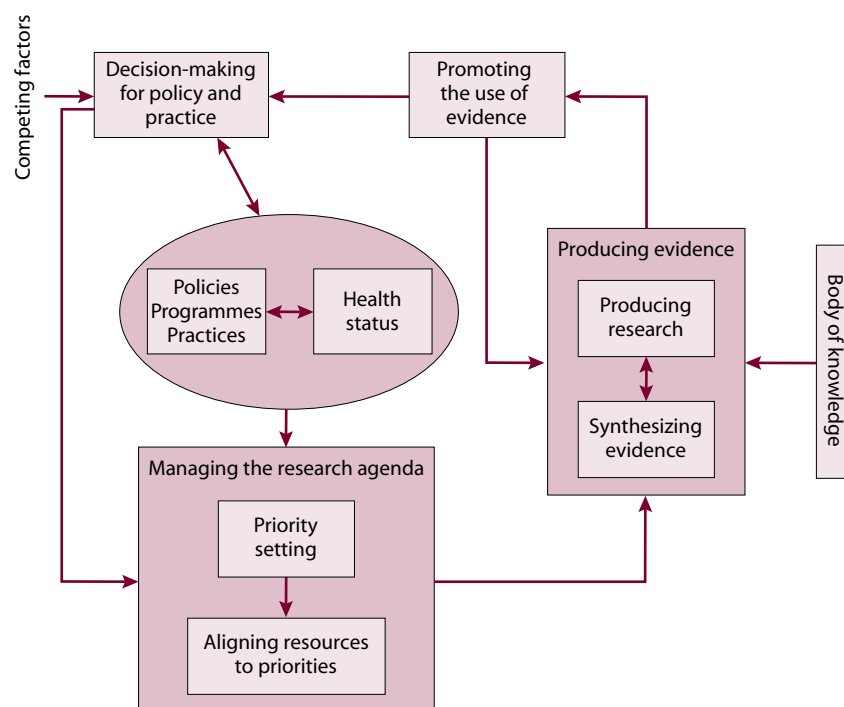 Competing factors
Decision-making
for policy and
practice
Promoting
the use of
evidence
Policies
Programmes
Practices
Health
status
Producing evidence
Producing
research
Synthesizing
evidence
Body of knowledge
Managing the research agenda
Priority
setting
Aligning resources
to priorities